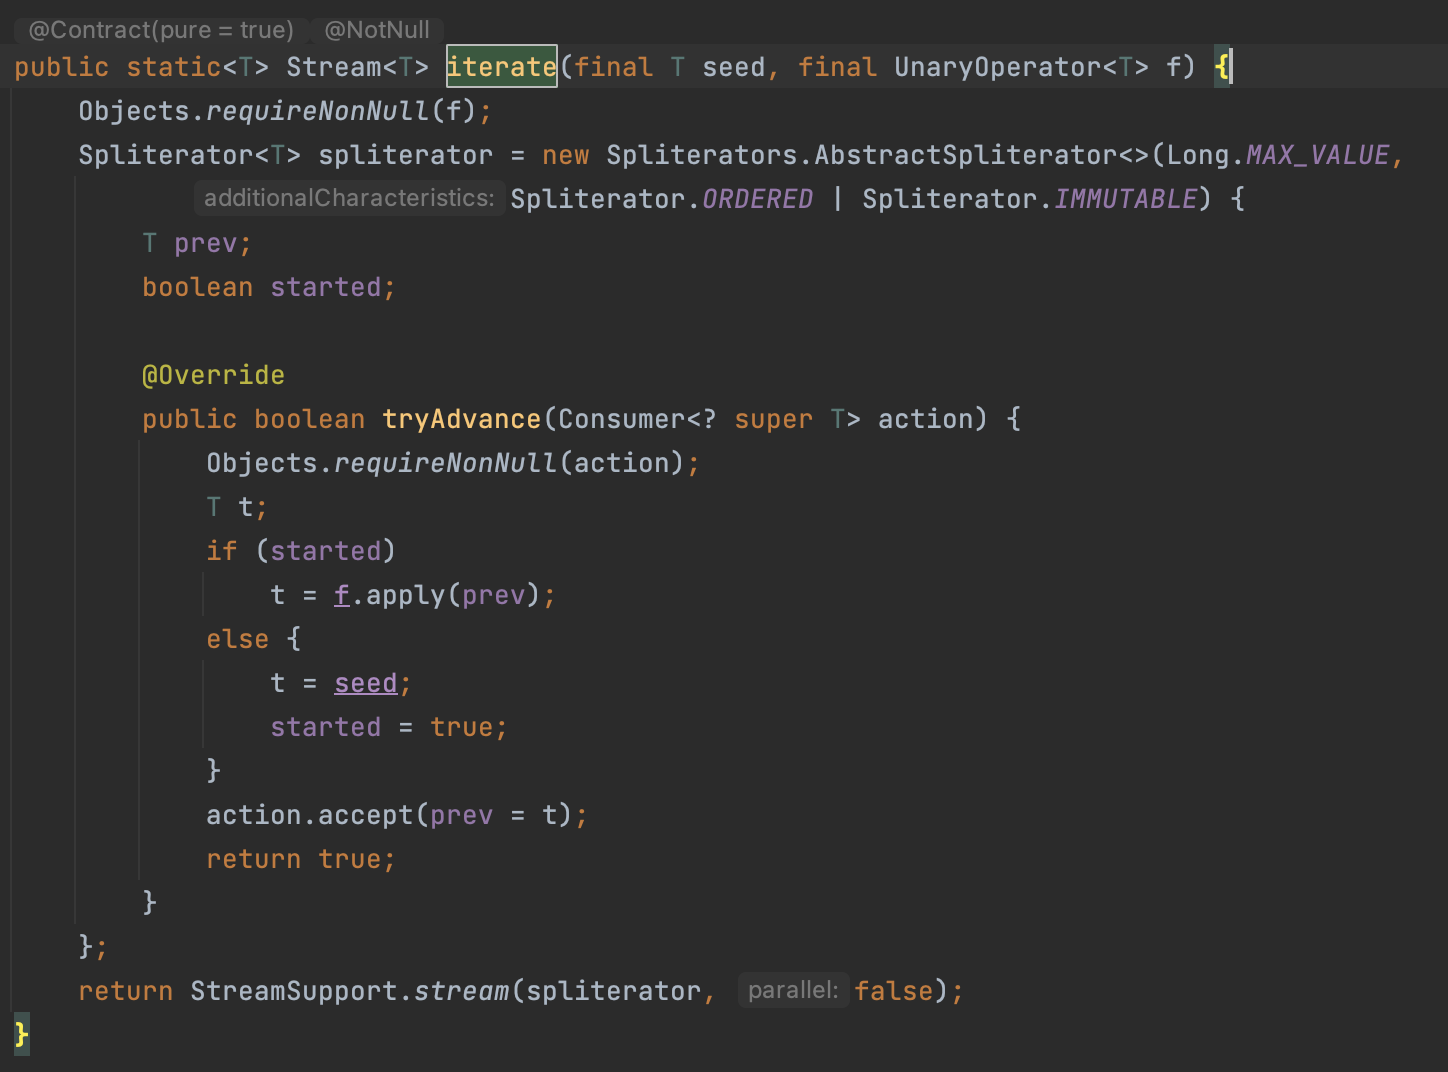 @Contract(pure = true) @NotNull
public static<T> Stream<T> iterate(final T seed, final UnaryOperator<T> f) {
    Objects.requireNonNull(f);
    Spliterator<T> spliterator = new Spliterators.AbstractSpliterator<>(Long.MAX_VALUE,
            additionalCharacteristics: Spliterator.ORDERED | Spliterator.IMMUTABLE) {
        T prev;
        boolean started;
        @Override
        public boolean tryAdvance(Consumer<? super T> action) {
            Objects.requireNonNull(action);
            T t;
            if (started)
                t = f.apply(prev);
            else {
                t = seed;
                started = true;
            }
            action.accept(prev = t);
            return true;
        }
    };
    return StreamSupport.stream(spliterator, parallel: false);
}